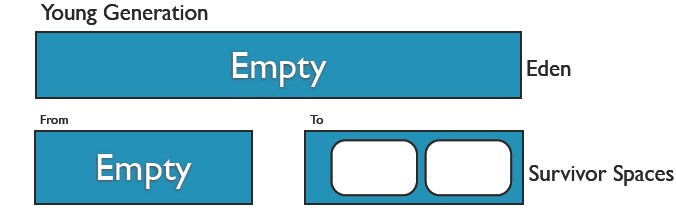 Young Generation
Empty
Eden
From
To
Empty
Survivor Spaces